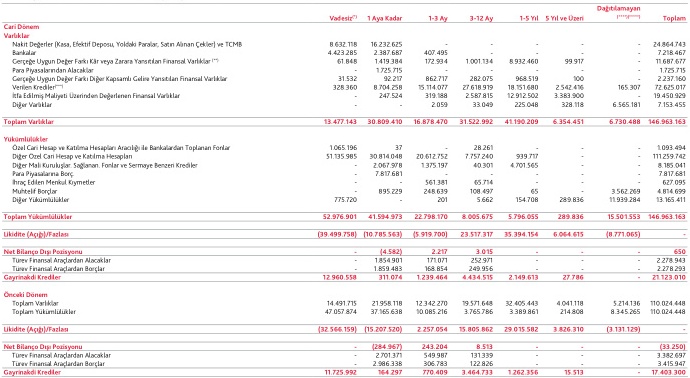 Vadesiz(*) 1 Aya Kadar 1-3 Ay 3-12 Ay 1-5 Yıl 5 Yıl ve Üzeri Dağıtılamayan Toplam
Cari Dönem
Varlıklar
Nakit Değerler (Kasa, Efektif Deposu, Yoldaki Paralar, Satın Alınan Çekler) ve TCMB 8.632.118 16.232.625 - - - - - 24.864.743
Bankalar 4.423.285 2.387.687 407.495 - - - - 7.218.467
Gerçeğe Uygun Değer Farkı Kâr veya Zarara Yansıtılan Finansal Varlıklar (**) 61.848 1.419.384 172.934 1.001.134 8.932.460 99.917 - 11.687.677
Para Piyasalarından Alacaklar - 1.725.715 - - - - - 1.725.715
Gerçeğe Uygun Değer Farkı Diğer Kapsamlı Gelire Yansıtılan Finansal Varlıklar 31.532 92.217 862.717 282.075 968.519 100 - 2.237.160
Verilen Krediler(***) 328.360 8.704.258 15.114.077 27.618.919 18.151.680 2.542.416 165.307 72.625.017
İtfa Edilmiş Maliyeti Üzerinden Değerlenen Finansal Varlıklar - 247.524 319.188 2.587.815 12.912.502 3.383.900 - 19.450.929
Diğer Varlıklar - - 2.059 33.049 225.048 328.118 6.565.181 7.153.455
Toplam Varlıklar 13.477.143 30.809.410 16.878.470 31.522.992 41.190.209 6.354.451 6.730.488 146.963.163
Yükümlülükler
Özel Cari Hesap ve Katılma Hesapları Aracılığı ile Bankalardan Toplanan Fonlar 1.065.196 37 - 28.261 - - - 1.093.494
Diğer Özel Cari Hesap ve Katılma Hesapları 51.135.985 30.814.048 20.612.752 7.757.240 939.717 - - 111.259.742
Diğer Mali Kuruluşlar. Sağlanan. Fonlar ve Sermaye Benzeri Krediler - 2.067.978 1.375.197 40.301 4.701.565 - - 8.185.041
Para Piyasalarına Borç - 7.817.681 - - - - - 7.817.681
İhraç Edilen Menkul Kıymetler - - 561.381 65.714 - - - 627.095
Muhtelif Borçlar - 895.229 248.639 108.497 65 - 3.562.269 4.814.699
Diğer Yükümlülükler 775.720 - 201 5.662 154.708 289.836 11.939.284 13.165.411
Toplam Yükümlülükler 52.976.901 41.594.973 22.798.170 8.005.675 5.796.055 289.836 15.501.553 146.963.163
Likidite (Açığı)/Fazlası (39.499.758) (10.785.563) (5.919.700) 23.517.317 35.394.154 6.064.615 (8.771.065) -
Net Bilanço Dışı Pozisyonu - (4.582) 2.217 3.015 - - - 650
Türev Finansal Araçlardan Alacaklar - 1.854.901 171.071 252.971 - - - 2.278.943
Türev Finansal Araçlardan Borçlar - 1.859.483 168.854 249.956 - - - 2.278.293
Gayrinakdi Krediler 12.960.558 311.074 1.239.464 4.434.515 2.149.613 27.786 - 21.123.010
Önceki Dönem
Toplam Varlıklar 14.491.715 21.958.118 12.342.270 19.571.648 32.405.443 4.041.118 5.214.136 110.024.448
Toplam Yükümlülükler 47.057.874 37.165.638 10.085.216 3.765.786 3.389.861 214.808 8.345.265 110.024.448
Likidite (Açığı)/Fazlası (32.566.159) (15.207.520) 2.257.054 15.805.862 29.015.582 3.826.310 (3.131.129) -
Net Bilanço Dışı Pozisyonu - (284.967) 243.204 8.513 - - - (33.250)
Türev Finansal Araçlardan Alacaklar - 2.701.371 549.987 131.339 - - - 3.382.697
Türev Finansal Araçlardan Borçlar - 2.986.338 306.783 122.826 - - - 3.415.947
Gayrinakdi Krediler 11.725.992 164.297 770.409 3.464.733 1.262.356 15.513 - 17.403.300